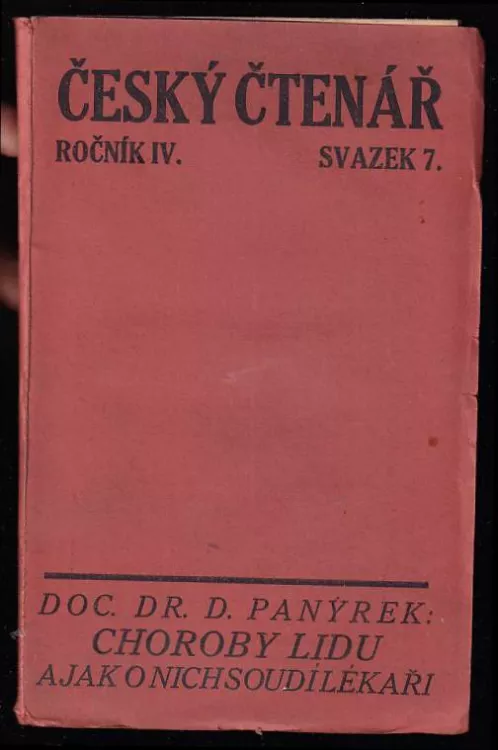 ČESKÝ ČTENÁŘ
ROČNÍK IV. SVAZEK 7.
DOC. DR. D. PANÝREK:
CHOROBY LIDU
A JAK O NICH SOUDÍ LÉKAŘI